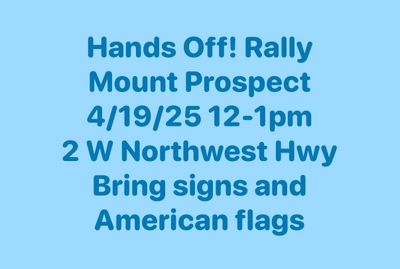 Hands Off! Rally
Mount Prospect
4/19/25 12-1pm
2 W Northwest Hwy
Bring signs and
American flags